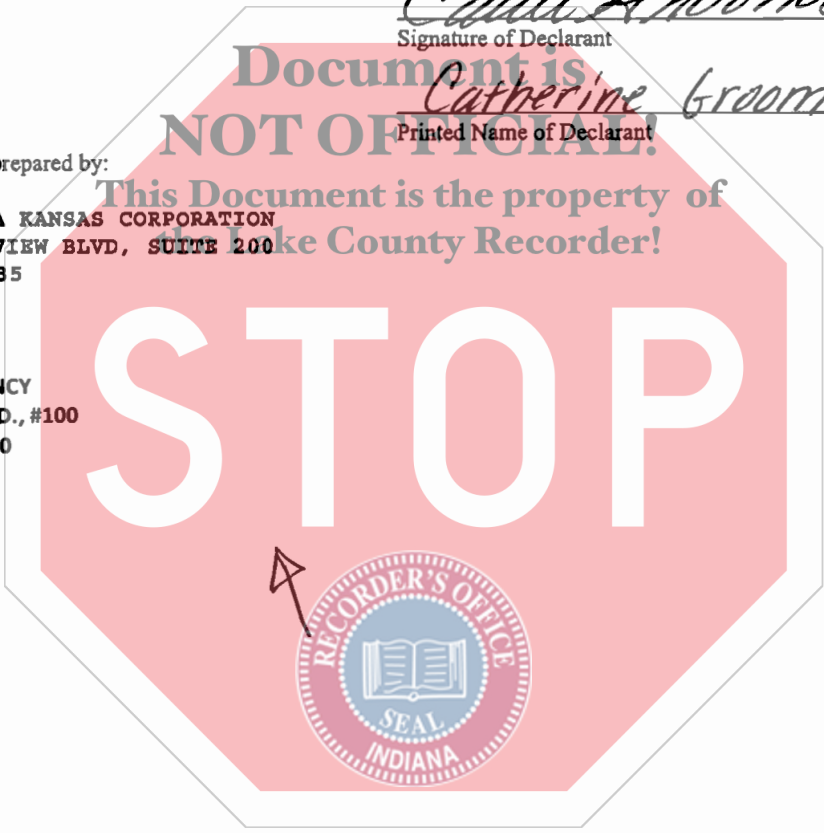 Signature of Declarant
Document is
Catherine Groom
NOT OFFICIAL!
Printed Name of Declarant
prepared by:
This Document is the property of
A KANSAS CORPORATION
VIEW BLVD, SUITE 200
the Lake County Recorder!
35
NCY
D., #100
0
STOP
RECORDER'S OFFICE
SEAL
INDIANA